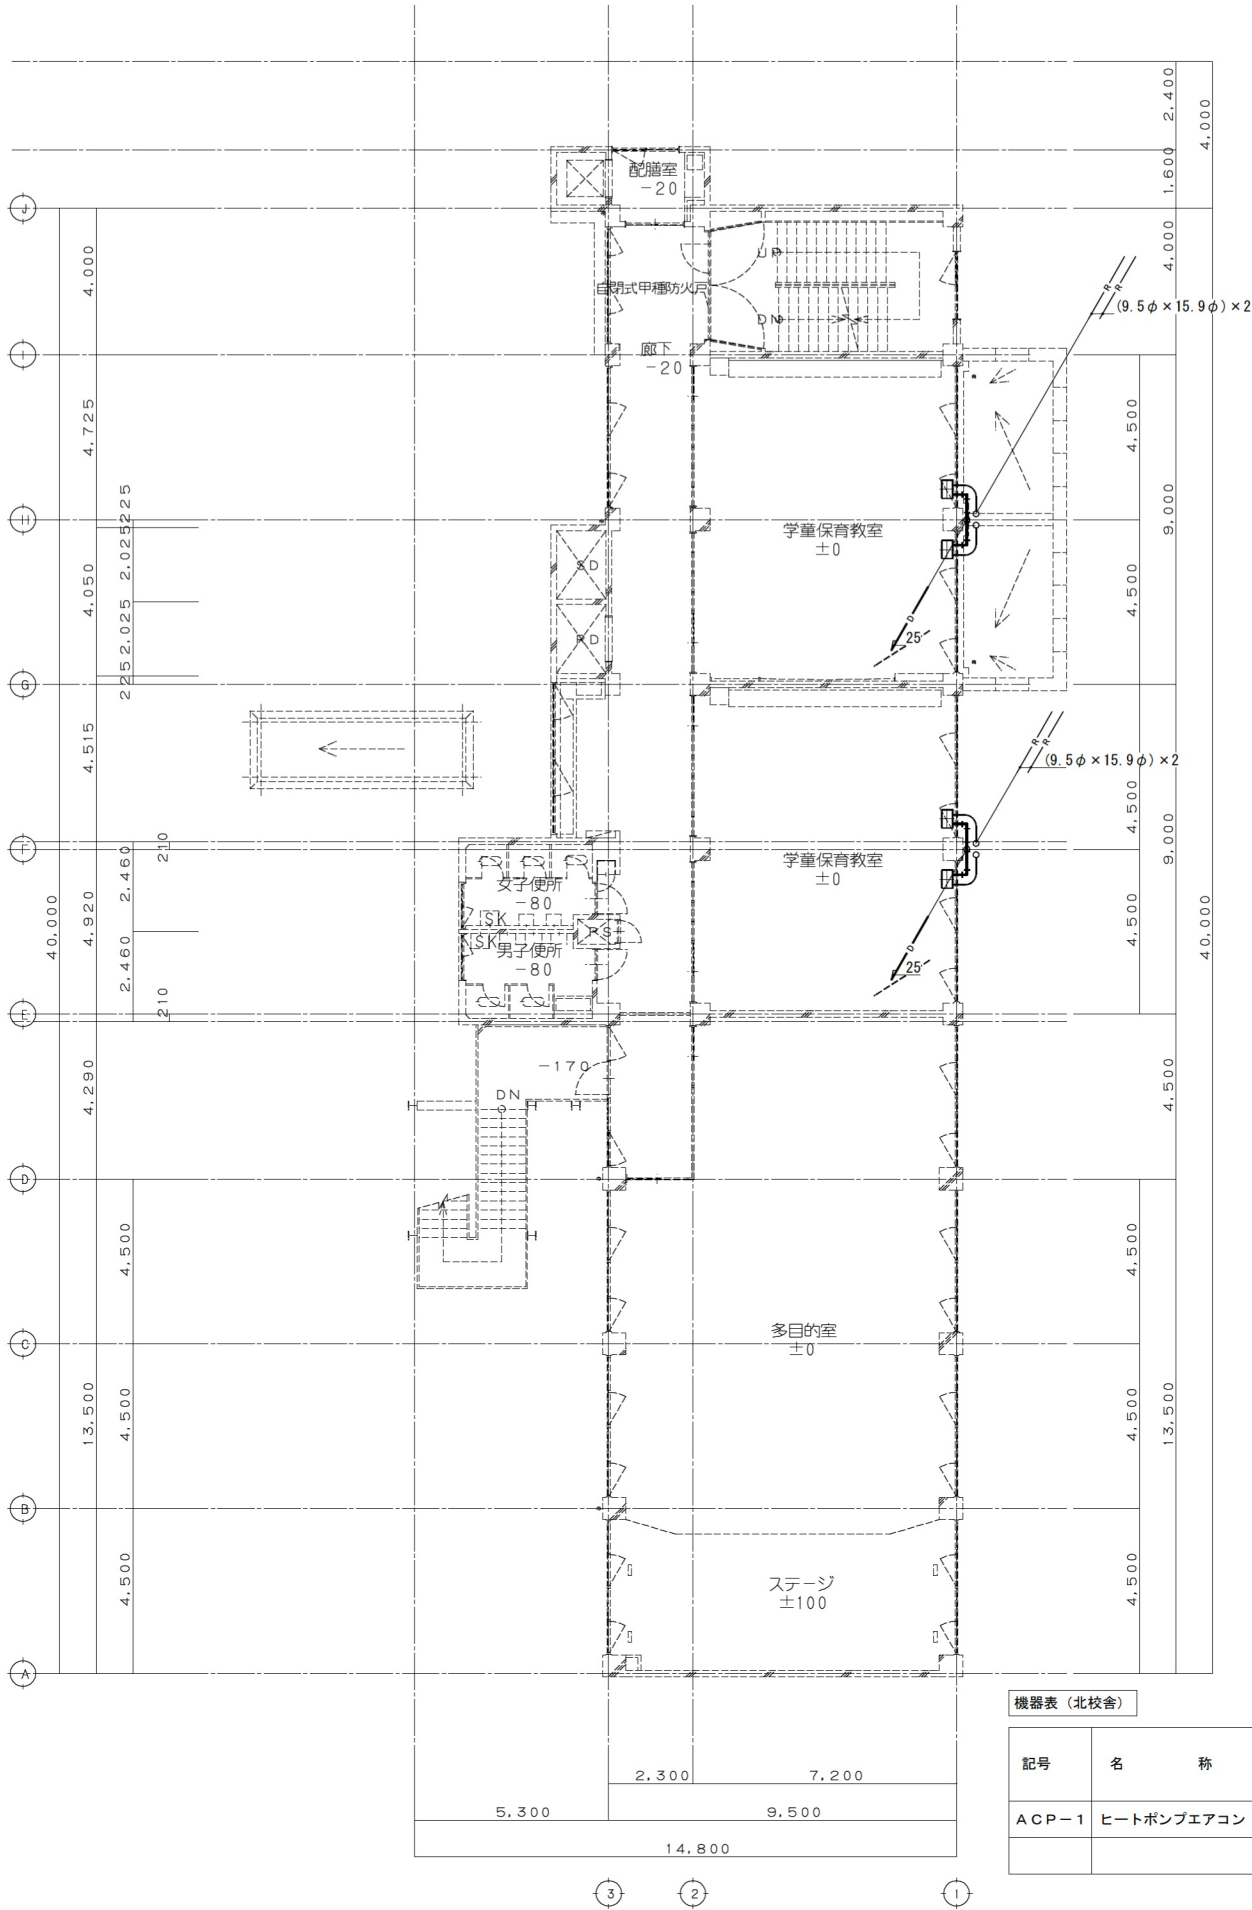 2,400
4,000
1,600
配膳室
-20
J
4,000
UP
4,000
自閉式甲種防火戸
DN
(9.5φ×15.9φ)×2
R
R
I
廊下
-20
4,725
4,500
225
H
学童保育教室
±0
9,000
2,025
SD
4,050
2,025
RD
4,500
D
25
225
G
4,515
R
R
(9.5φ×15.9φ)×2
4,500
210
F
学童保育教室
±0
9,000
2,460
女子便所
-80
SK
PS
40,000
4,920
4,500
40,000
SK
男子便所
-80
D
25
2,460
210
E
-170
4,290
DN
4,500
D
4,500
4,500
C
多目的室
±0
13,500
4,500
4,500
13,500
B
4,500
ステージ
±100
4,500
A
機器表(北校舎)
記号
名 称
2,300
7,200
5,300
9,500
ACP-1
ヒートポンプエアコン
14,800
3
2
1